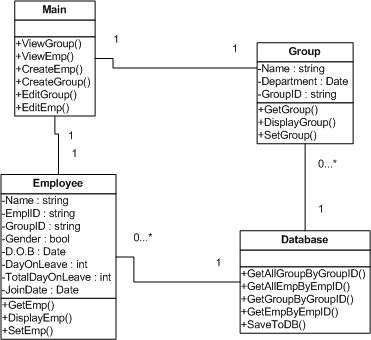 Main
+ViewGroup()
+ViewEmp()
+CreateEmp()
+CreateGroup()
+EditGroup()
+EditEmp()
1
1
Group
-Name : string
-Department : Date
-GroupID : string
+GetGroup()
+DisplayGroup()
+SetGroup()
1
1
0...*
1
Employee
-Name : string
-EmplID : string
-GroupID : string
-Gender : bool
-D.O.B : Date
-DayOnLeave : int
-TotalDayOnLeave : int
-JoinDate : Date
+GetEmp()
+DisplayEmp()
+SetEmp()
0...*
1
Database
+GetAllGroupByGroupID()
+GetAllEmpByEmpID()
+GetGroupByGroupID()
+GetEmpByEmpID()
+SaveToDB()